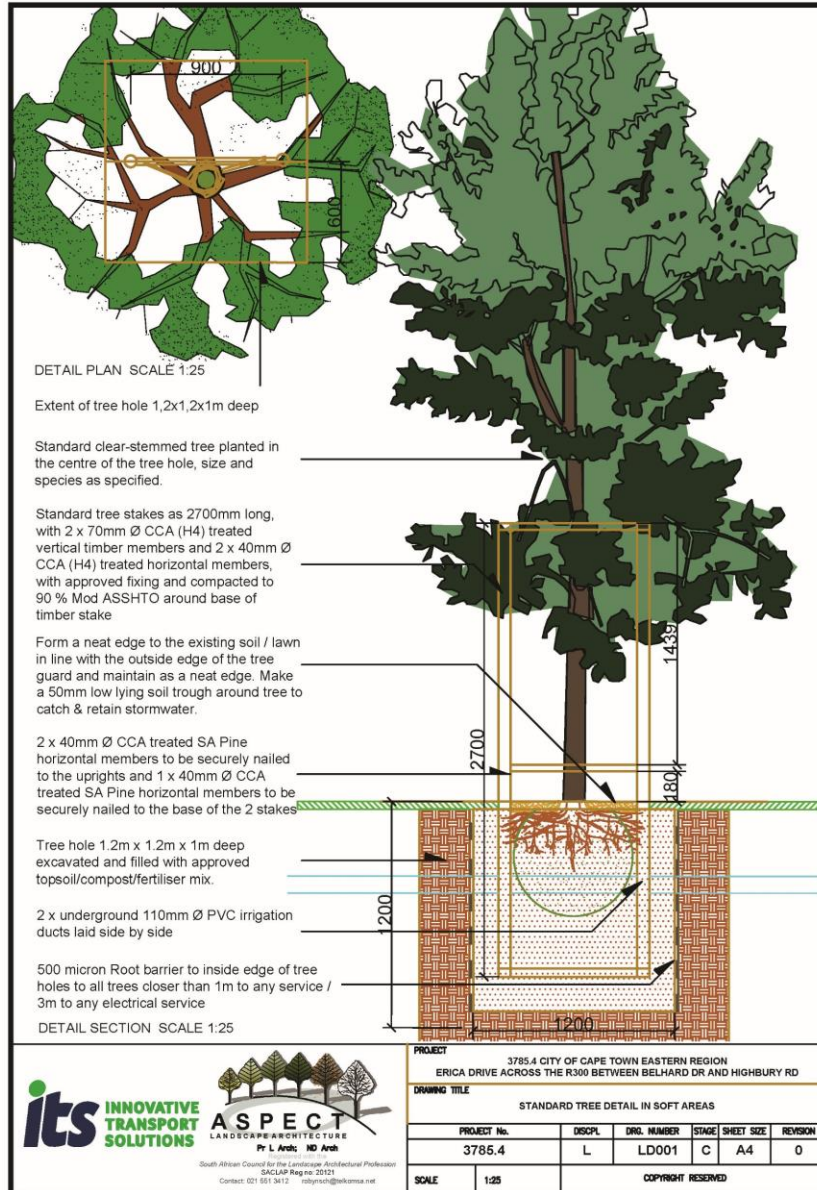 900
600
DETAIL PLAN SCALE 1:25
Extent of tree hole 1,2x1,2x1m deep
Standard clear-stemmed tree planted in
the centre of the tree hole, size and
species as specified.
Standard tree stakes as 2700mm long,
with 2 x 70mm Ø CCA (H4) treated
vertical timber members and 2 x 40mm Ø
CCA (H4) treated horizontal members,
with approved fixing and compacted to
90 % Mod ASSHTO around base of
timber stake
Form a neat edge to the existing soil / lawn
in line with the outside edge of the tree
guard and maintain as a neat edge. Make
a 50mm low lying soil trough around tree to
catch & retain stormwater.
2 x 40mm Ø CCA treated SA Pine
horizontal members to be securely nailed
to the uprights and 1 x 40mm Ø CCA
treated SA Pine horizontal members to be
securely nailed to the base of the 2 stakes
Tree hole 1.2m x 1.2m x 1m deep
excavated and filled with approved
topsoil/compost/fertiliser mix.
2 x underground 110mm Ø PVC irrigation
ducts laid side by side
500 micron Root barrier to inside edge of tree
holes to all trees closer than 1m to any service /
3m to any electrical service
DETAIL SECTION SCALE 1:25
1439
2700
180
1200
1200
its INNOVATIVE
TRANSPORT
SOLUTIONS
ASPECT
LANDSCAPE ARCHITECTURE
Pr L Arch; ND Arch
Registered with the
South African Council for the Landscape Architectural Profession
SACLAP Reg no: 20121
Contact: 021 551 3412 robynsch@telkomsa.net
PROJECT
3785.4 CITY OF CAPE TOWN EASTERN REGION
ERICA DRIVE ACROSS THE R300 BETWEEN BELHARD DR AND HIGHBURY RD
DRAWING TITLE
STANDARD TREE DETAIL IN SOFT AREAS
PROJECT No. DISCPL DRG. NUMBER STAGE SHEET SIZE REVISION
3785.4 L LD001 C A4 0
SCALE 1:25 COPYRIGHT RESERVED